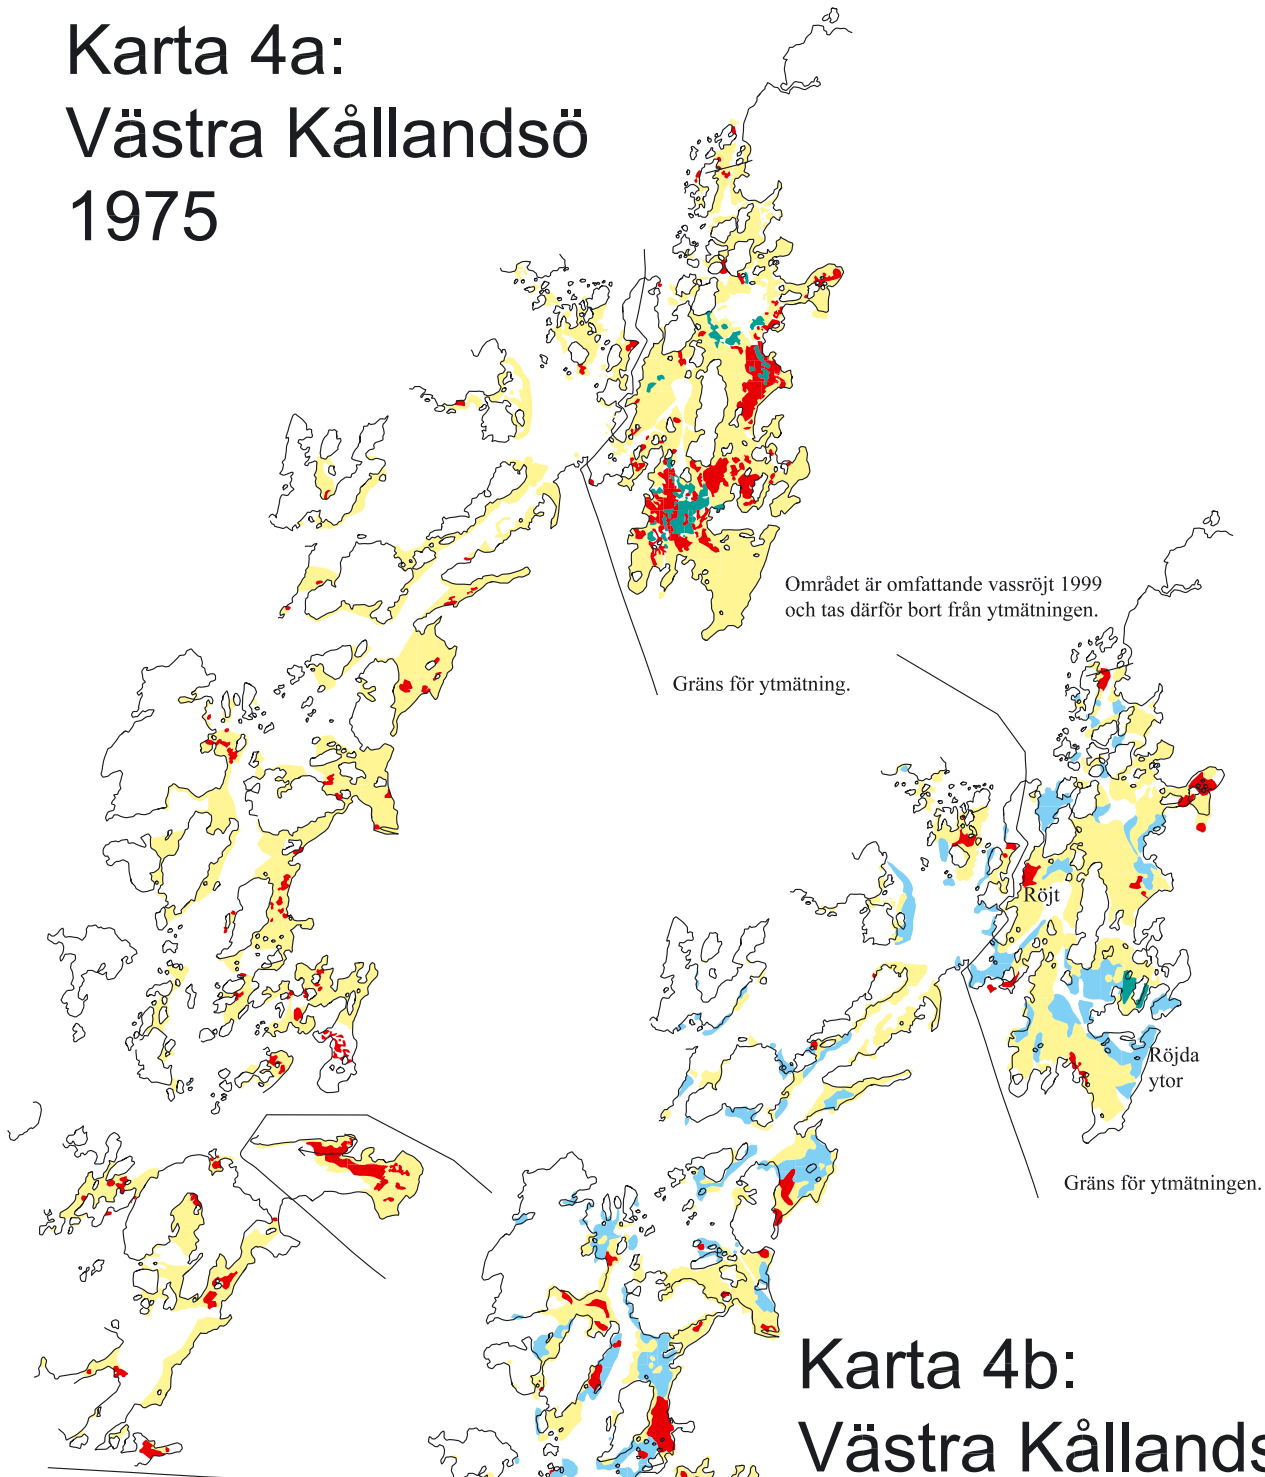 Karta 4a:
Västra Kållandsö
1975
Området är omfattande vassröjt 1999
och tas därför bort från ytmätningen.
Gräns för ytmätning.
Röjt
Röjda
ytor
Gräns för ytmätningen.
Karta 4b:
Västra Kållands